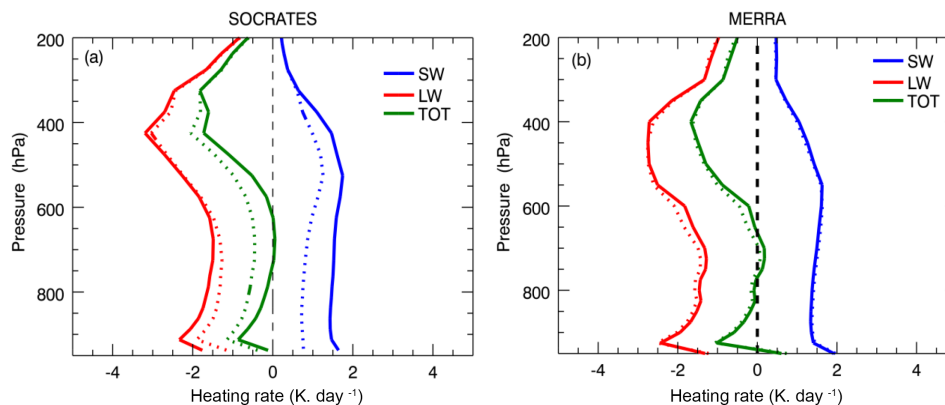 SOCRATES
(a)
SW
LW
TOT
200
400
600
800
Pressure (hPa)
-4 -2 0 2 4
Heating rate (K. day -1)
MERRA
(b)
SW
LW
TOT
200
400
600
800
Pressure (hPa)
-4 -2 0 2 4
Heating rate (K. day -1)